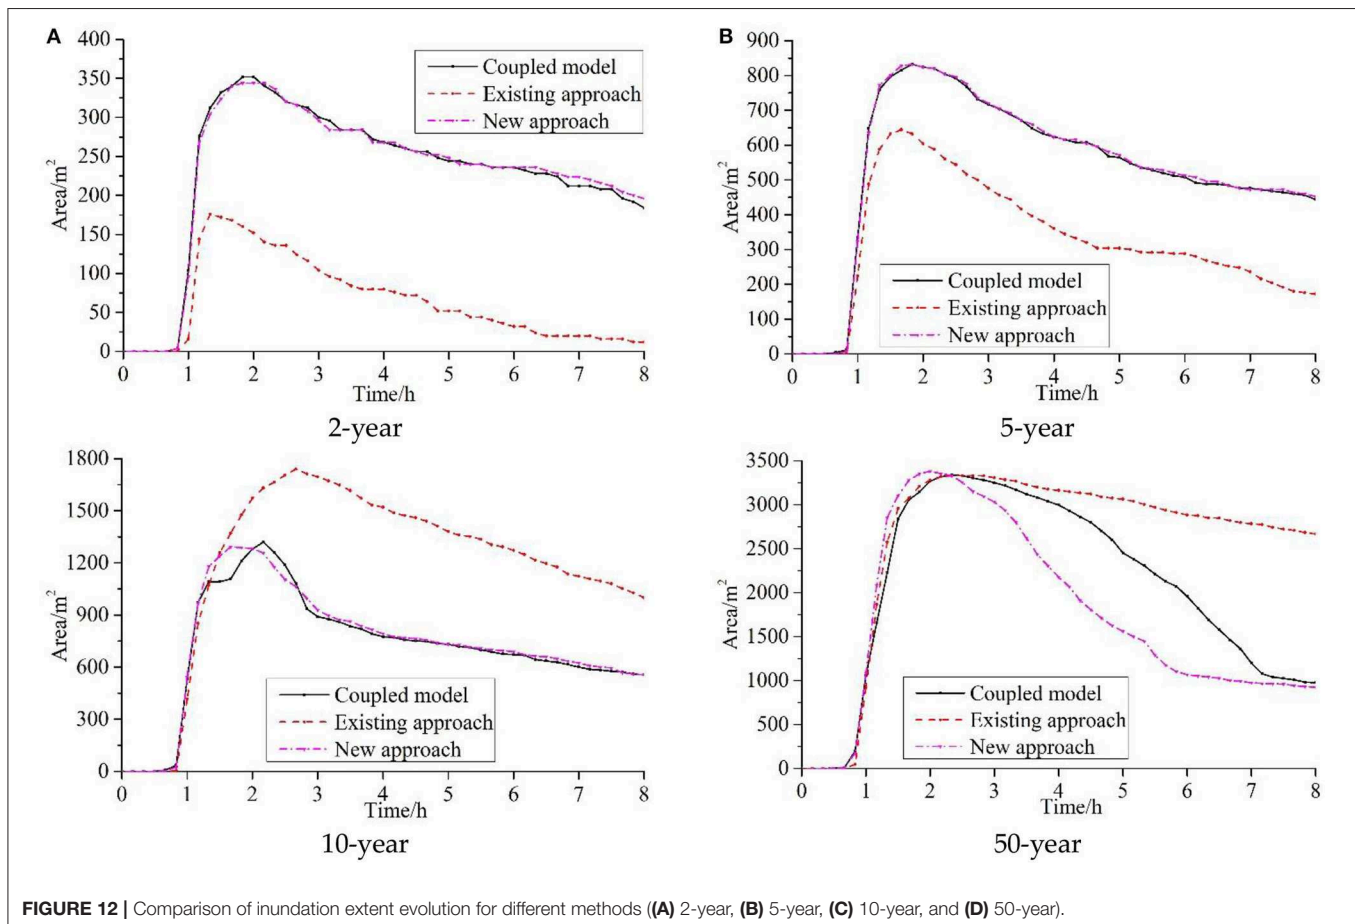 A
400
350
300
250
200
150
100
50
0
Area/m²
Coupled model
Existing approach
New approach
0 1 2 3 4 5 6 7 8
Time/h
2-year
B
900
800
700
600
500
400
300
200
100
0
Area/m²
Coupled model
Existing approach
New approach
0 1 2 3 4 5 6 7 8
Time/h
5-year
1800
1500
1200
900
600
300
0
Area/m²
Coupled model
Existing approach
New approach
0 1 2 3 4 5 6 7 8
Time/h
10-year
3500
3000
2500
2000
1500
1000
500
0
Area/m²
Coupled model
Existing approach
New approach
0 1 2 3 4 5 6 7 8
Time/h
50-year
FIGURE 12 | Comparison of inundation extent evolution for different methods ((A) 2-year, (B) 5-year, (C) 10-year, and (D) 50-year).